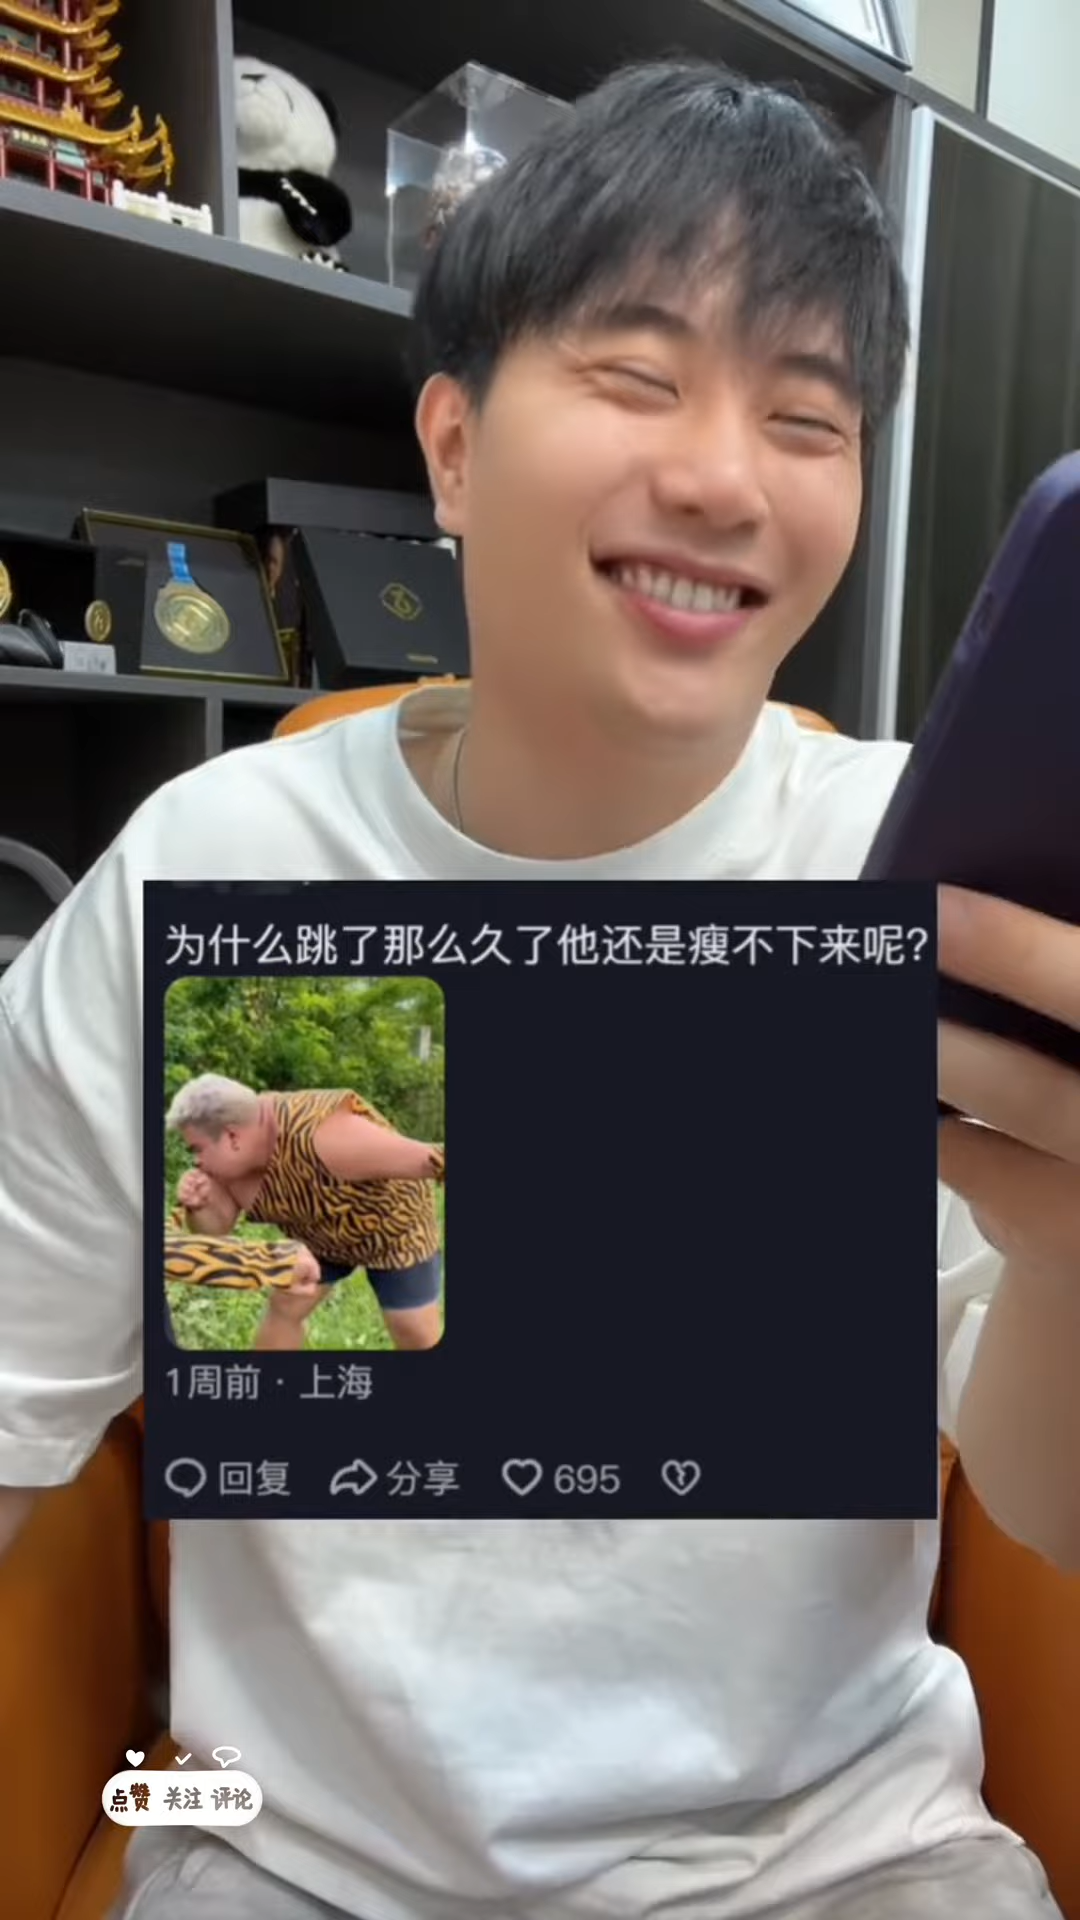 为什么跳了那么久了他还是瘦不下来呢?
1周前 · 上海
回复 分享 695
点赞 关注 评论